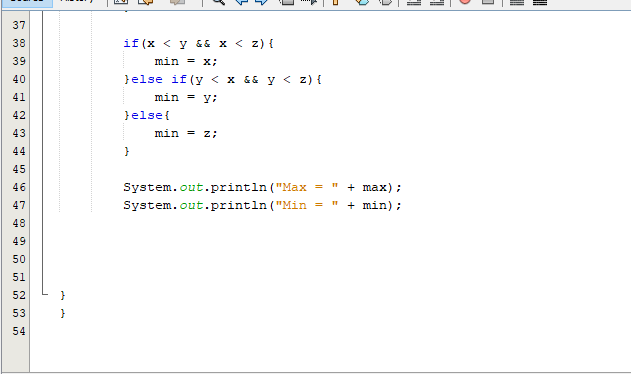 37
38 if(x < y && x < z){
39 min = x;
40 }else if(y < x && y < z){
41 min = y;
42 }else{
43 min = z;
44 }
45
46 System.out.println("Max = " + max);
47 System.out.println("Min = " + min);
48
49
50
51
52 }
53 }
54